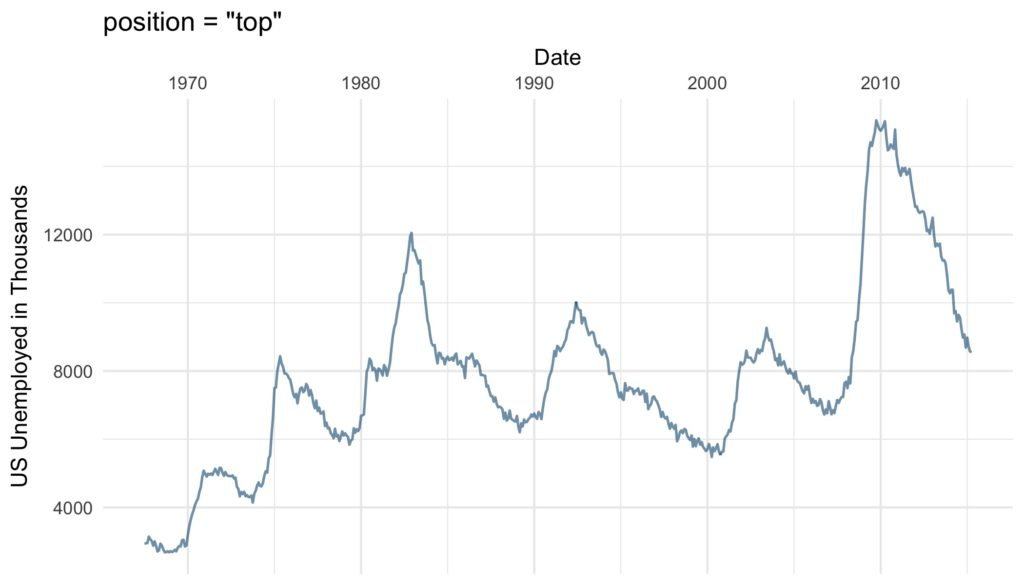 position = "top"
Date
1970 1980 1990 2000 2010
US Unemployed in Thousands
12000
8000
4000